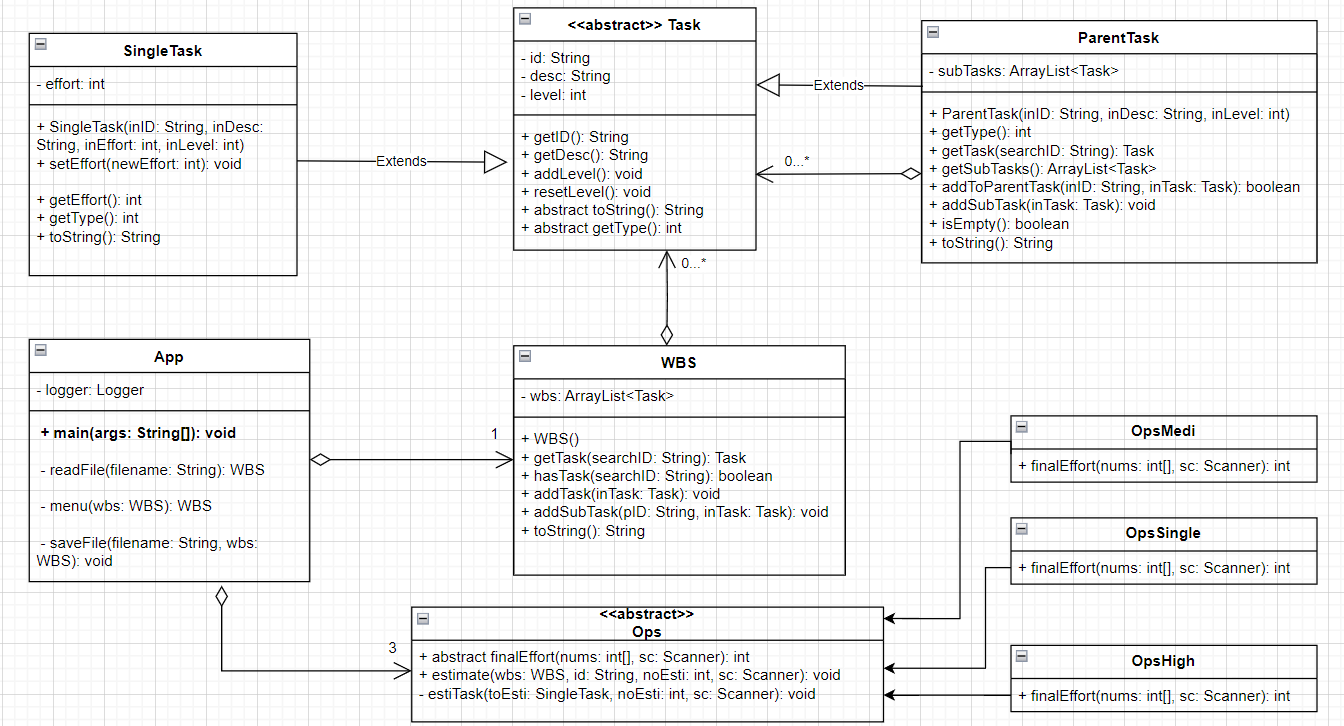 SingleTask
- effort: int
+ SingleTask(inID: String, inDesc:
String, inEffort: int, inLevel: int)
+ setEffort(newEffort: int): void
+ getEffort(): int
+ getType(): int
+ toString(): String
Extends
<<abstract>> Task
- id: String
- desc: String
- level: int
+ getID(): String
+ getDesc(): String
+ addLevel(): void
+ resetLevel(): void
+ abstract toString(): String
+ abstract getType(): int
Extends
0...*
ParentTask
- subTasks: ArrayList<Task>
+ ParentTask(inID: String, inDesc: String, inLevel: int)
+ getType(): int
+ getTask(searchID: String): Task
+ getSubTasks(): ArrayList<Task>
+ addToParentTask(inID: String, inTask: Task): boolean
+ addSubTask(inTask: Task): void
+ isEmpty(): boolean
+ toString(): String
0...*
App
- logger: Logger
+ main(args: String[]): void
- readFile(filename: String): WBS
- menu(wbs: WBS): WBS
- saveFile(filename: String, wbs:
WBS): void
1
WBS
- wbs: ArrayList<Task>
+ WBS()
+ getTask(searchID: String): Task
+ hasTask(searchID: String): boolean
+ addTask(inTask: Task): void
+ addSubTask(pID: String, inTask: Task): void
+ toString(): String
OpsMedi
+ finalEffort(nums: int[], sc: Scanner): int
OpsSingle
+ finalEffort(nums: int[], sc: Scanner): int
3
<<abstract>>
Ops
+ abstract finalEffort(nums: int[], sc: Scanner): int
+ estimate(wbs: WBS, id: String, noEsti: int, sc: Scanner): void
- estiTask(toEsti: SingleTask, noEsti: int, sc: Scanner): void
OpsHigh
+ finalEffort(nums: int[], sc: Scanner): int